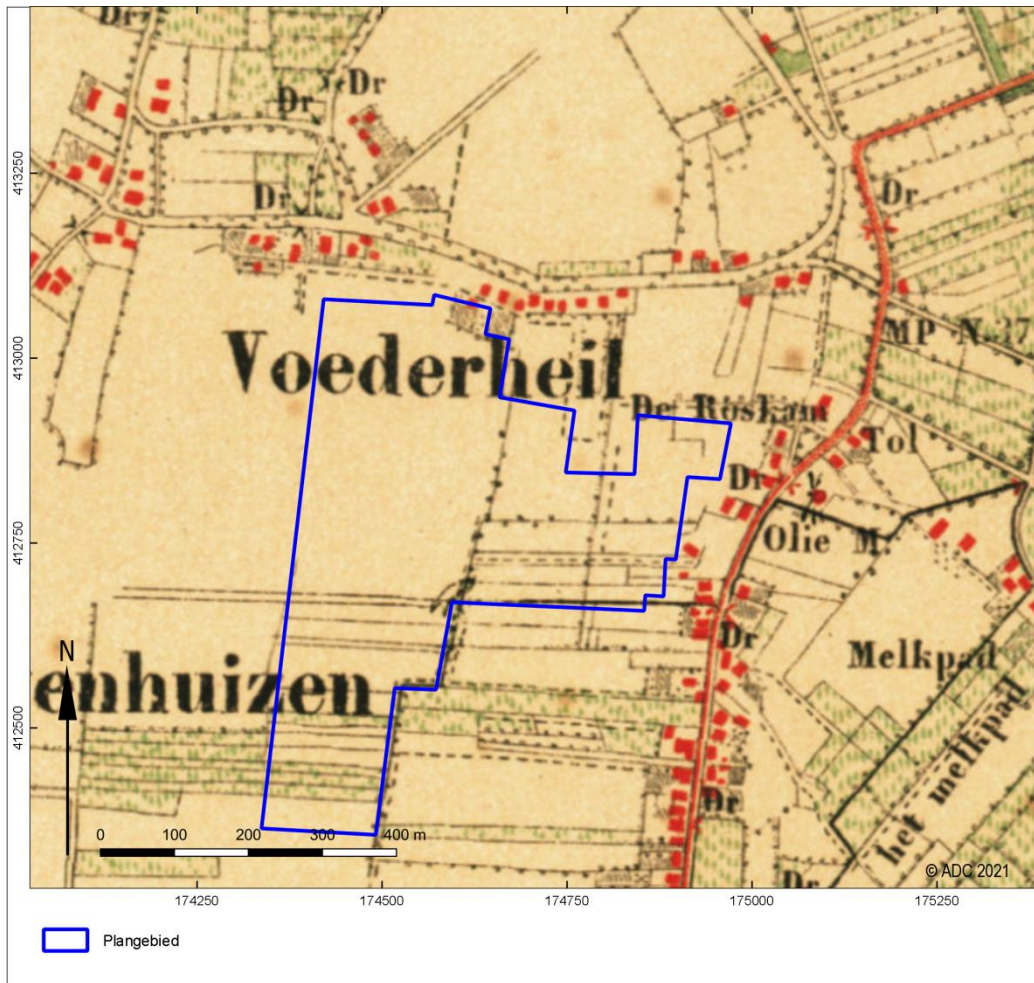 Dr
Dr
Dr
Dr
Dr
MP N. 37
Voederheil
De Roskam
Tol
Dr
Olie M.
Dr
Melkpad
enhuizen
het melkpad
Dr
Dr
N
0 100 200 300 400 m
© ADC 2021
413250
413000
412750
412500
174250 174500 174750 175000 175250
Plangebied